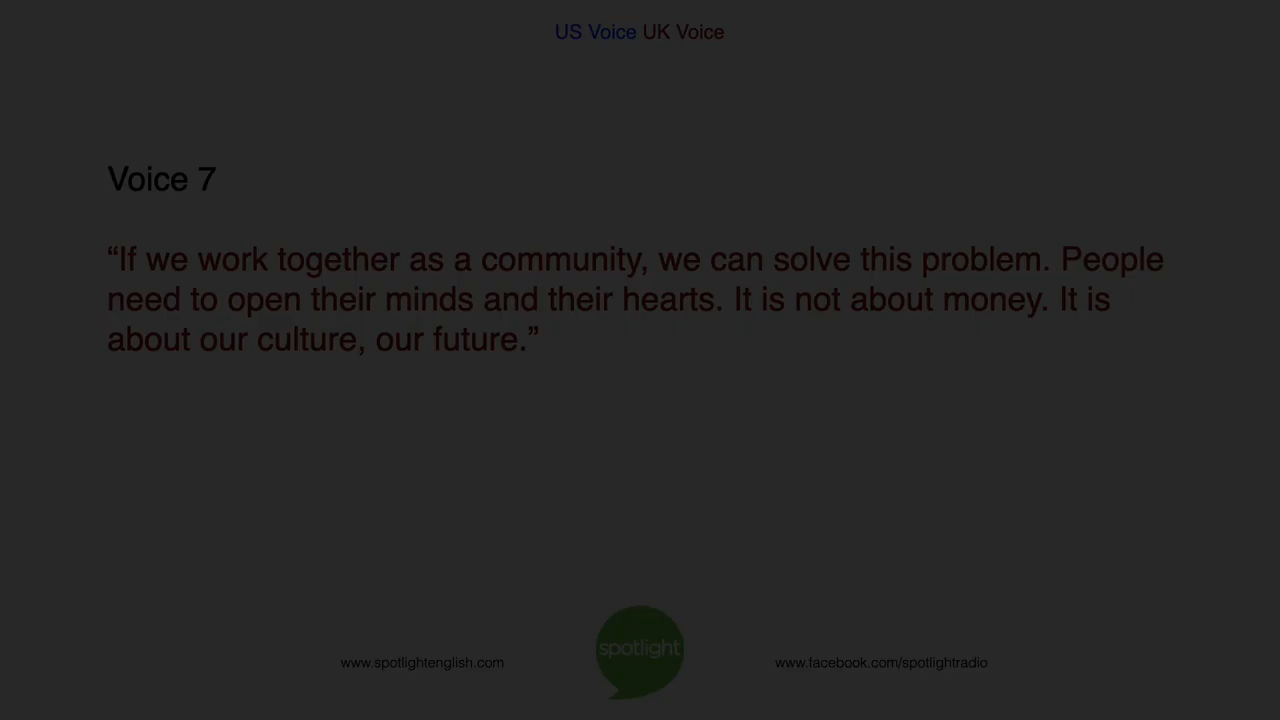 US Voice UK Voice
Voice 7
“If we work together as a community, we can solve this problem. People
need to open their minds and their hearts. It is not about money. It is
about our culture, our future.”
spotlight
www.spotlightenglish.com
www.facebook.com/spotlightradio